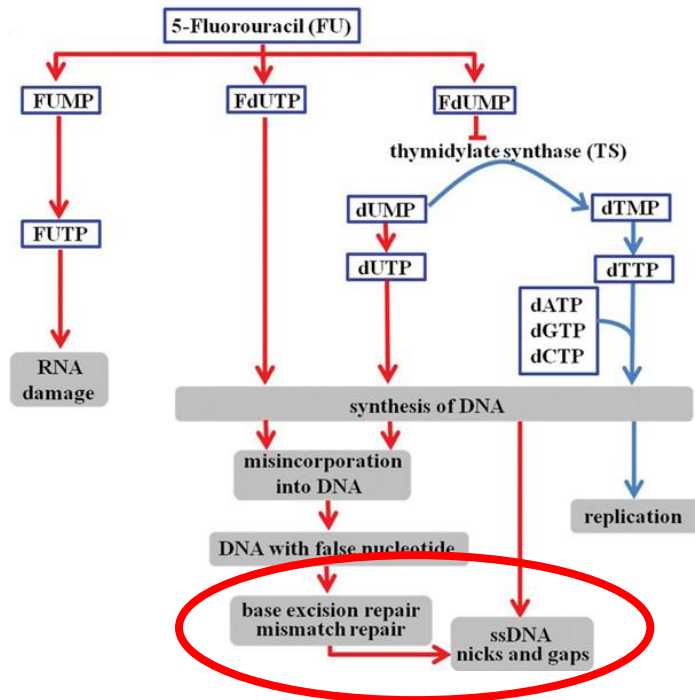 5-Fluorouracil (FU)
FUMP
FdUTP
FdUMP
thymidylate synthase (TS)
dUMP
dTMP
FUTP
dUTP
dTTP
dATP
dGTP
dCTP
RNA
damage
synthesis of DNA
misincorporation
into DNA
replication
DNA with false nucleotide
base excision repair
mismatch repair
ssDNA
nicks and gaps